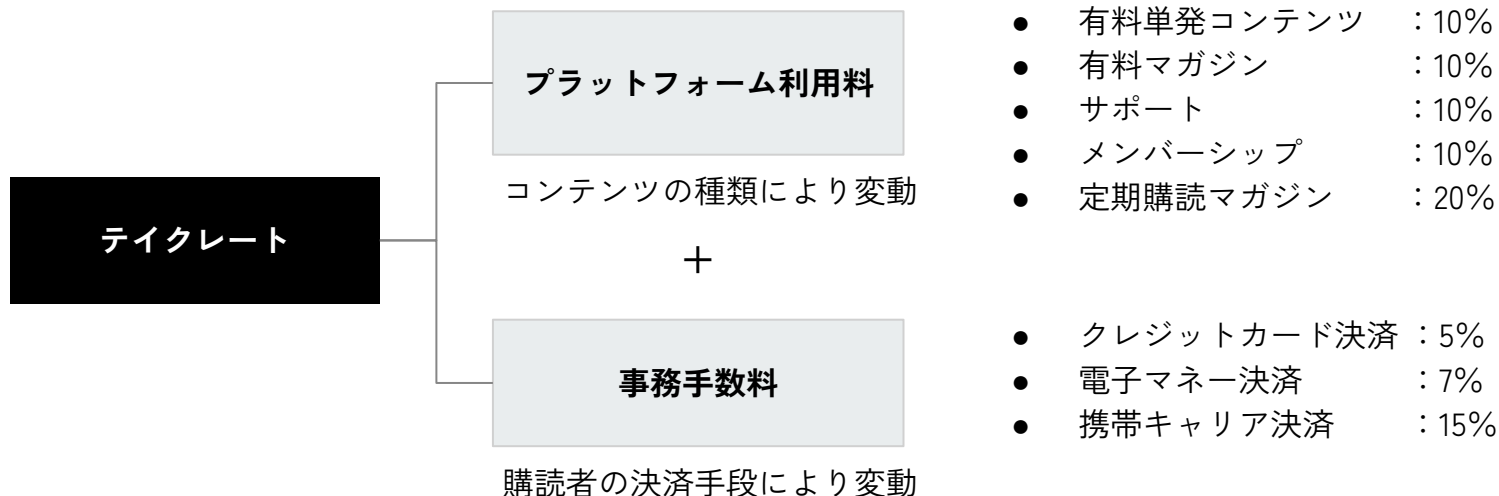 テイクレート
プラットフォーム利用料
コンテンツの種類により変動
＋
事務手数料
購読者の決済手段により変動
● 有料単発コンテンツ ：10%
● 有料マガジン ：10%
● サポート ：10%
● メンバーシップ ：10%
● 定期購読マガジン ：20%
● クレジットカード決済 ：5%
● 電子マネー決済 ：7%
● 携帯キャリア決済 ：15%